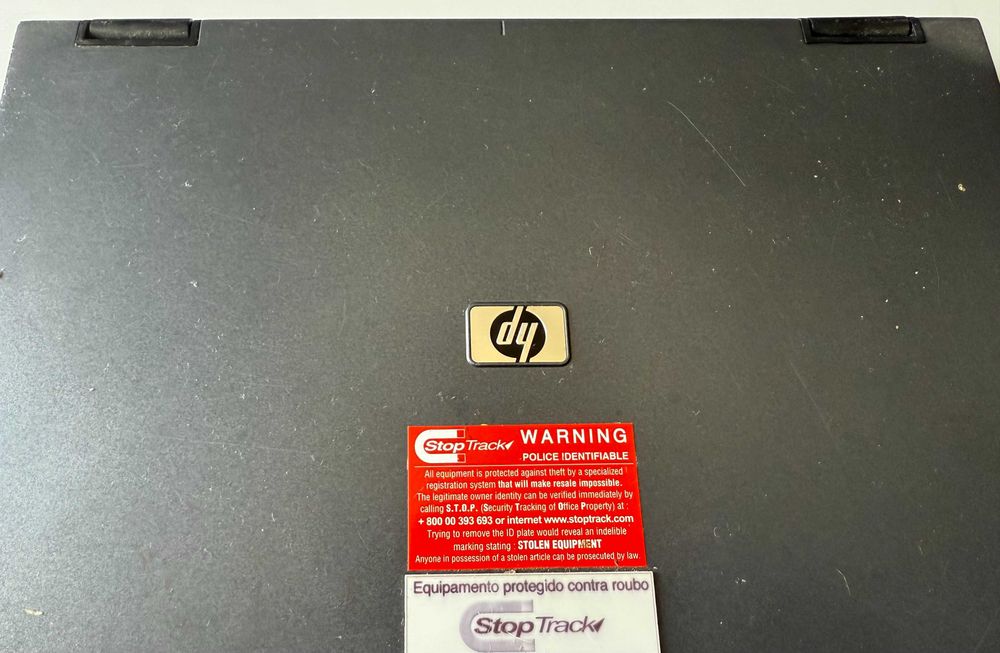 hp
StopTrack WARNING
POLICE IDENTIFIABLE
All equipment is protected against theft by a specialized
registration system that will make resale impossible.
The legitimate owner identity can be verified immediately by
calling S.T.O.P. (Security Tracking of Office Property) at :
+ 800 00 393 693 or internet www.stoptrack.com
Trying to remove the ID plate would reveal an indelible
marking stating : STOLEN EQUIPMENT
Anyone in possession of a stolen article can be prosecuted by law.
Equipamento protegido contra roubo
StopTrack